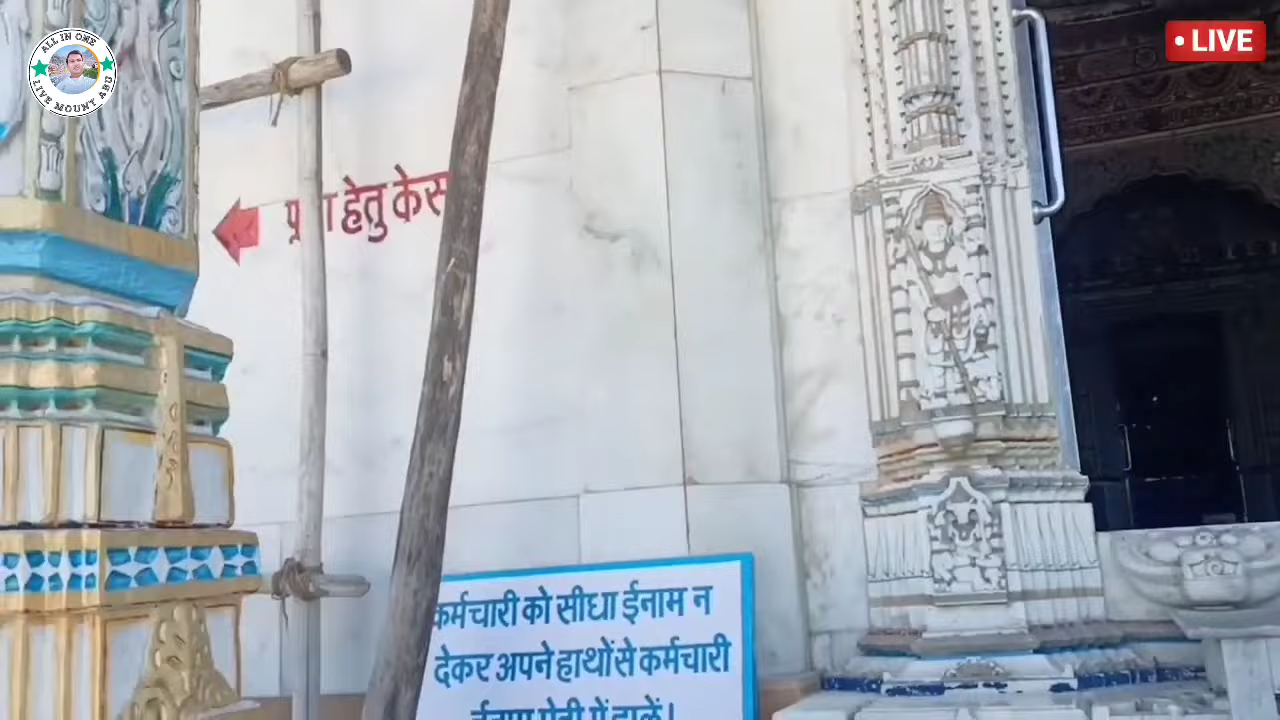 ALL IN ONE
LIVE MOUNT ABU
LIVE
हेतु
कर्मचारी को सीधा ईनाम न
देकर अपने हाथों से कर्मचारी
में